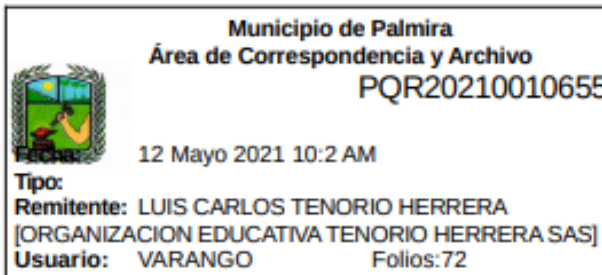 Municipio de Palmira
Área de Correspondencia y Archivo
PQR20210010655
Fecha: 12 Mayo 2021 10:2 AM
Tipo:
Remitente: LUIS CARLOS TENORIO HERRERA
[ORGANIZACION EDUCATIVA TENORIO HERRERA SAS]
Usuario: VARANGO Folios:72